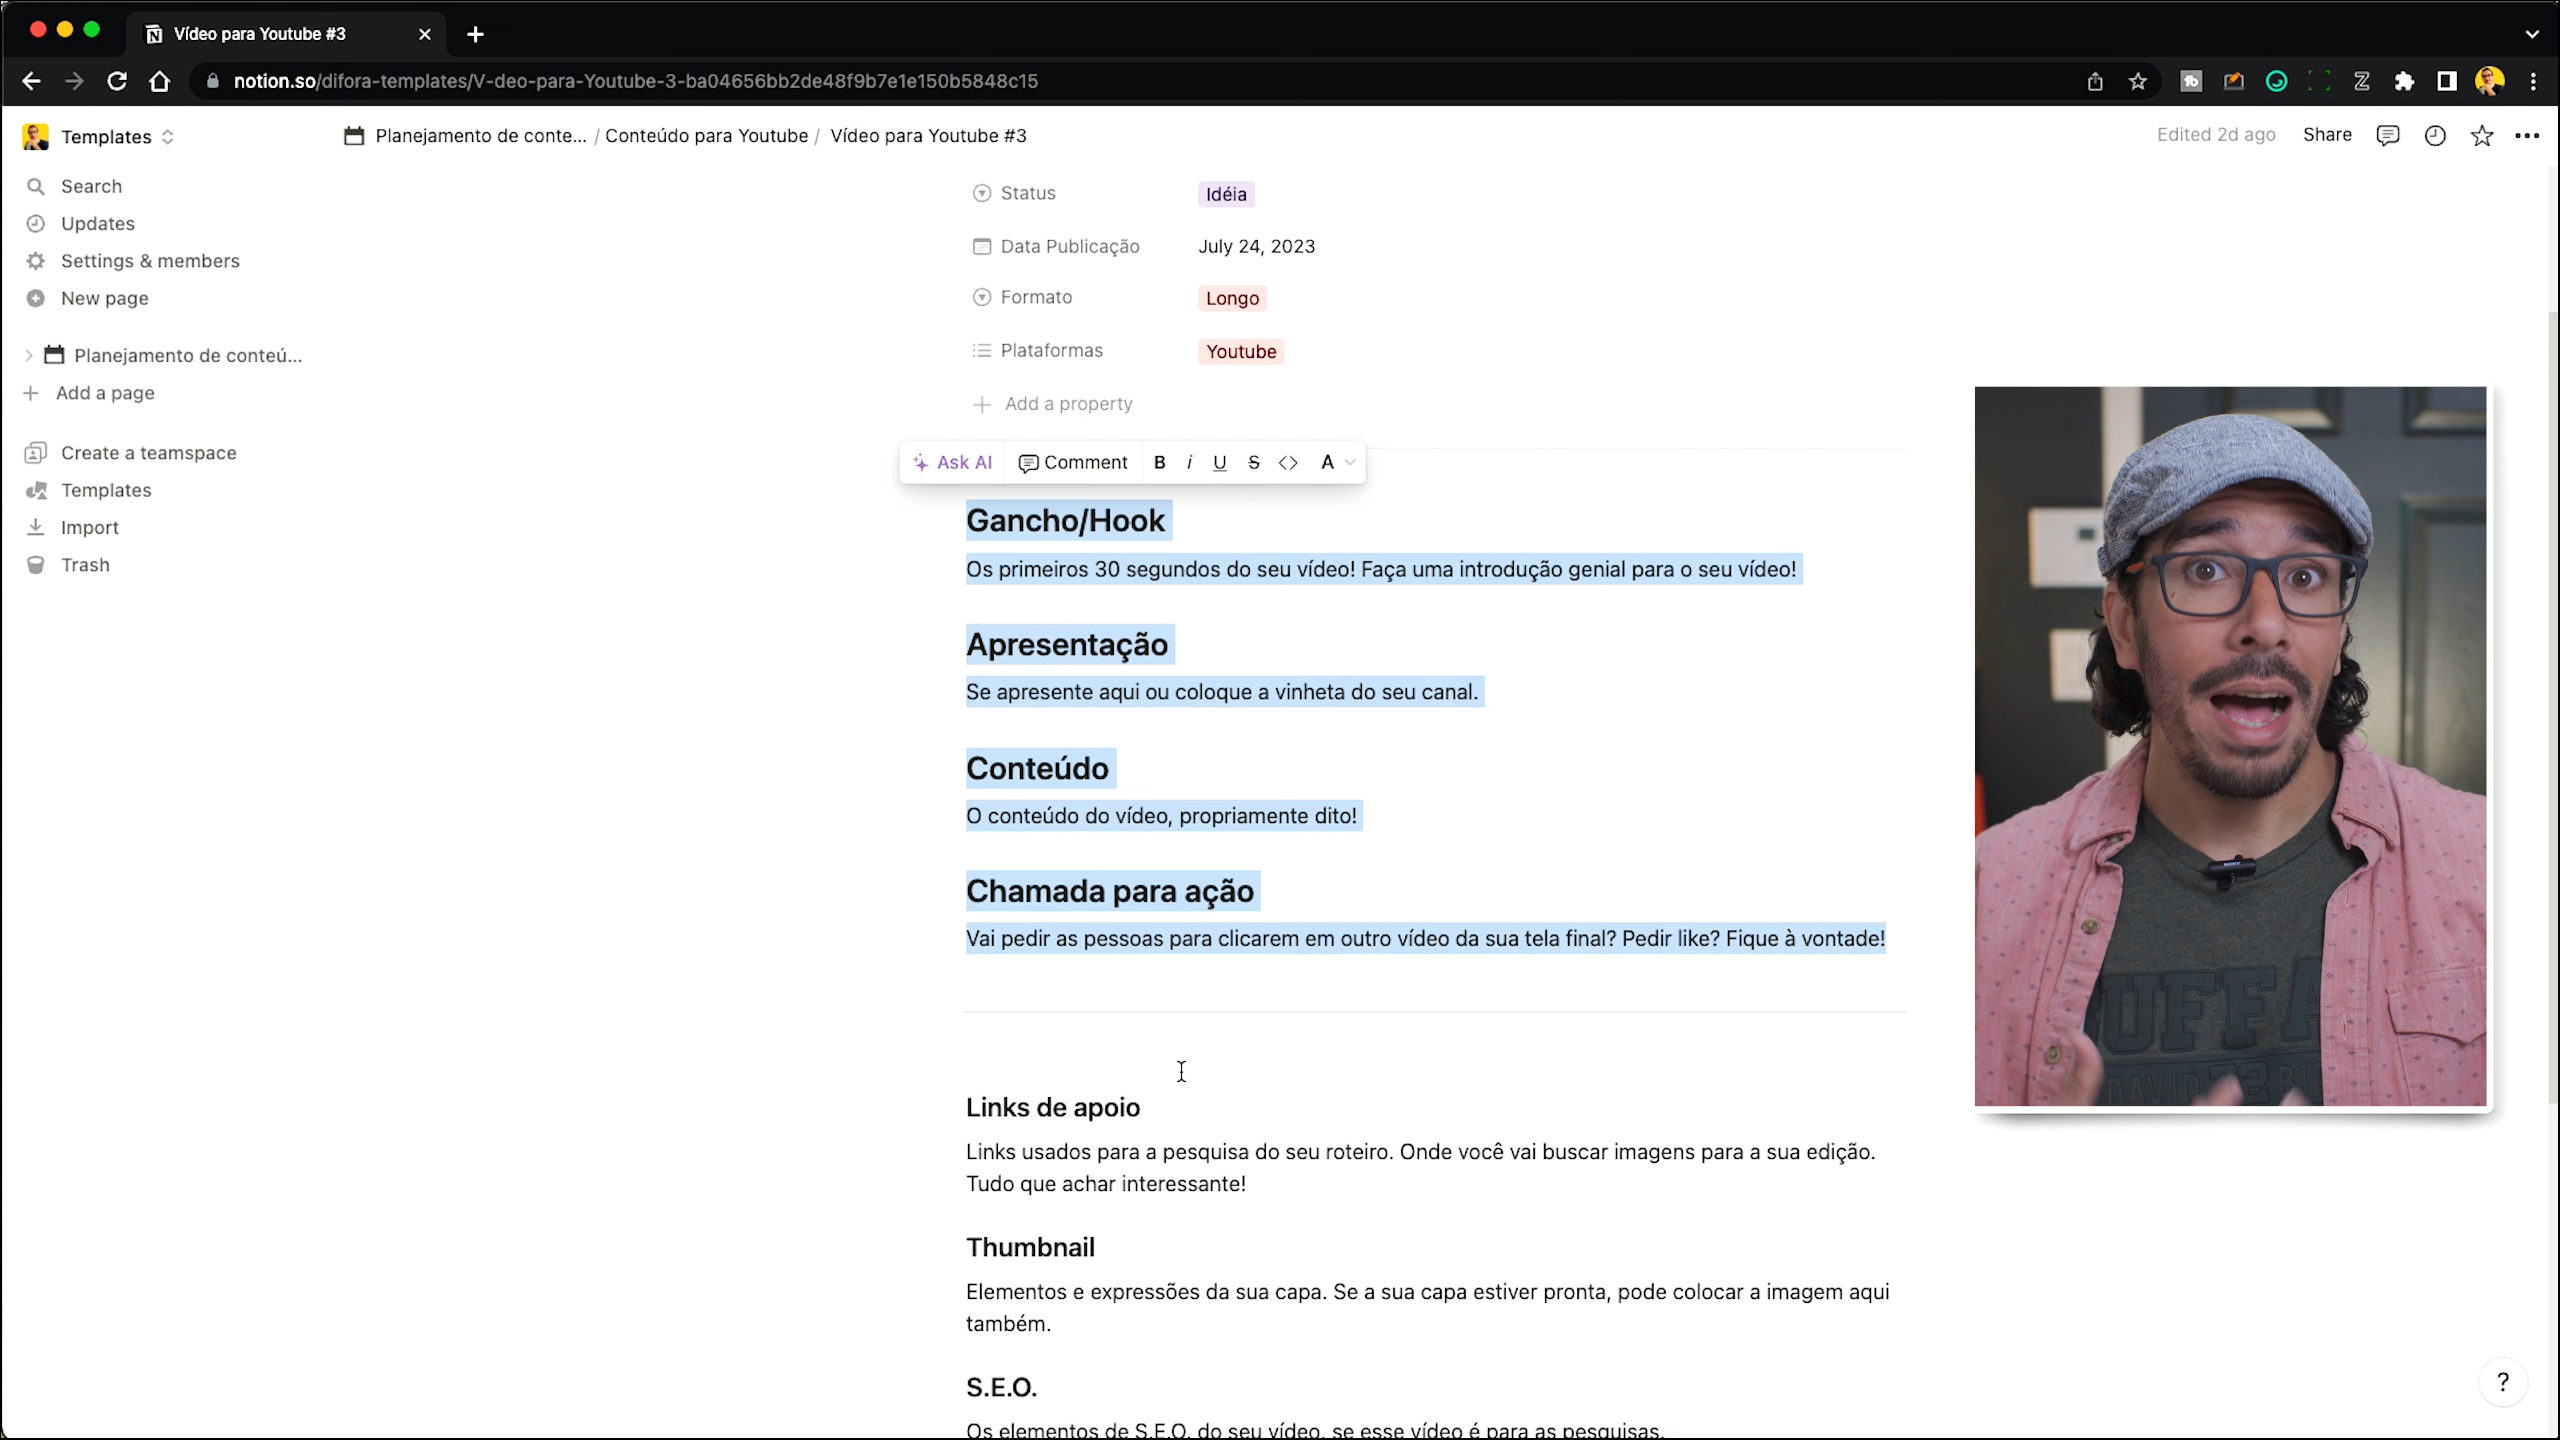 Vídeo para Youtube #3
notion.so/difora-templates/V-deo-para-Youtube-3-ba04656bb2de48f9b7e1e150b5848c15
Templates
Planejamento de conte... / Conteúdo para Youtube / Vídeo para Youtube #3
Edited 2d ago
Share
Search
Updates
Settings & members
New page
Planejamento de conteú...
Add a page
Create a teamspace
Templates
Import
Trash
Status
Idéia
Data Publicação
July 24, 2023
Formato
Longo
Plataformas
Youtube
Add a property
Ask AI
Comment
B i U S <> A
Gancho/Hook
Os primeiros 30 segundos do seu vídeo! Faça uma introdução genial para o seu vídeo!
Apresentação
Se apresente aqui ou coloque a vinheta do seu canal.
Conteúdo
O conteúdo do vídeo, propriamente dito!
Chamada para ação
Vai pedir as pessoas para clicarem em outro vídeo da sua tela final? Pedir like? Fique à vontade!
Links de apoio
Links usados para a pesquisa do seu roteiro. Onde você vai buscar imagens para a sua edição.
Tudo que achar interessante!
Thumbnail
Elementos e expressões da sua capa. Se a sua capa estiver pronta, pode colocar a imagem aqui
também.
S.E.O.
Os elementos de S.E.O. do seu vídeo, se esse vídeo é para as pesquisas.
SONY
?